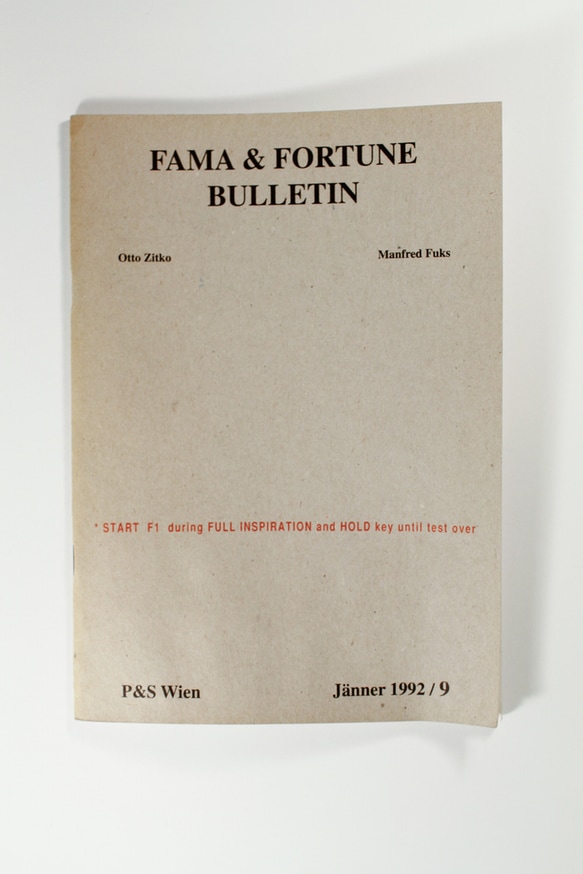 FAMA & FORTUNE
BULLETIN
Otto Zitko Manfred Fuks
* START F1 during FULL INSPIRATION and HOLD key until test over
P&S Wien Jänner 1992 / 9